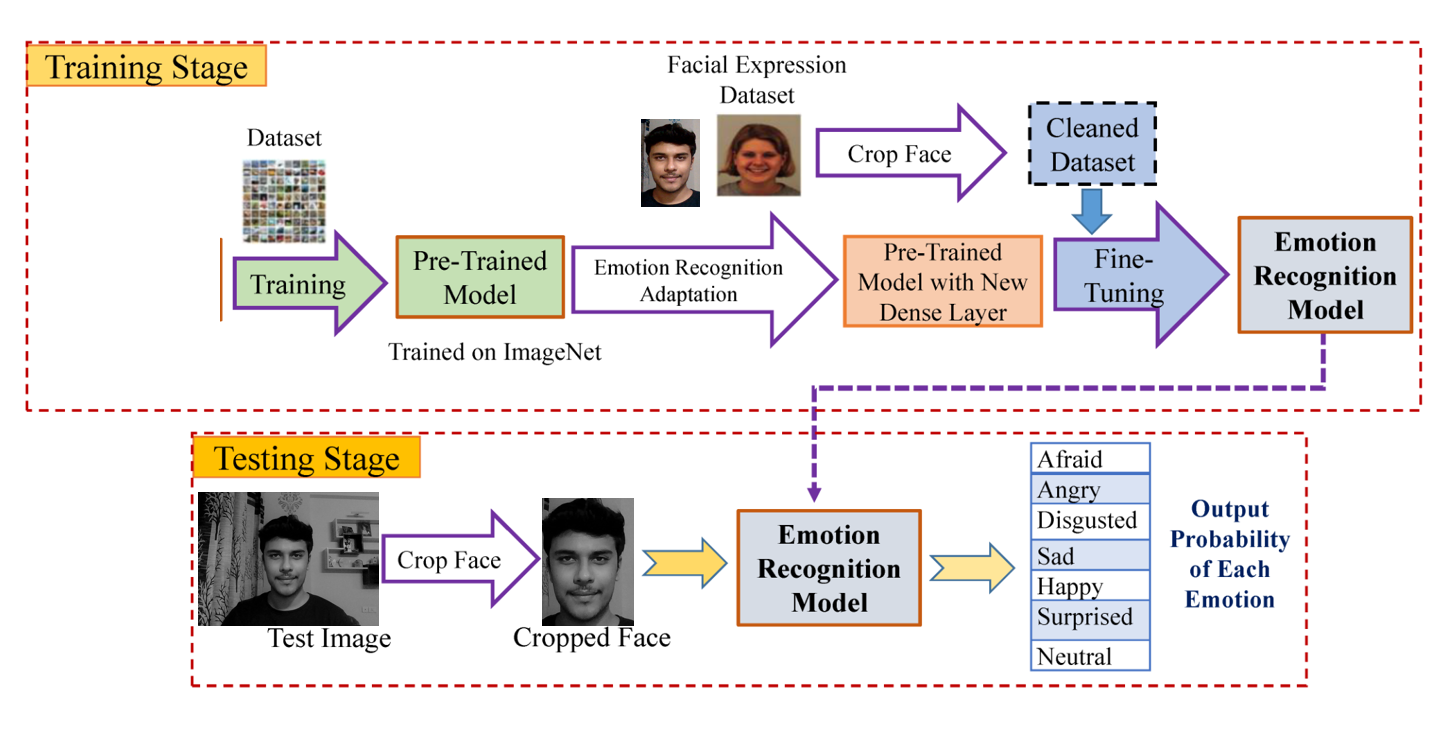 Training Stage
Facial Expression
Dataset
Dataset
Crop Face
Cleaned
Dataset
Training
Pre-Trained
Model
Trained on ImageNet
Emotion Recognition
Adaptation
Pre-Trained
Model with New
Dense Layer
Fine-
Tuning
Emotion
Recognition
Model
Testing Stage
Test Image
Crop Face
Cropped Face
Emotion
Recognition
Model
Afraid
Angry
Disgusted
Sad
Happy
Surprised
Neutral
Output
Probability
of Each
Emotion